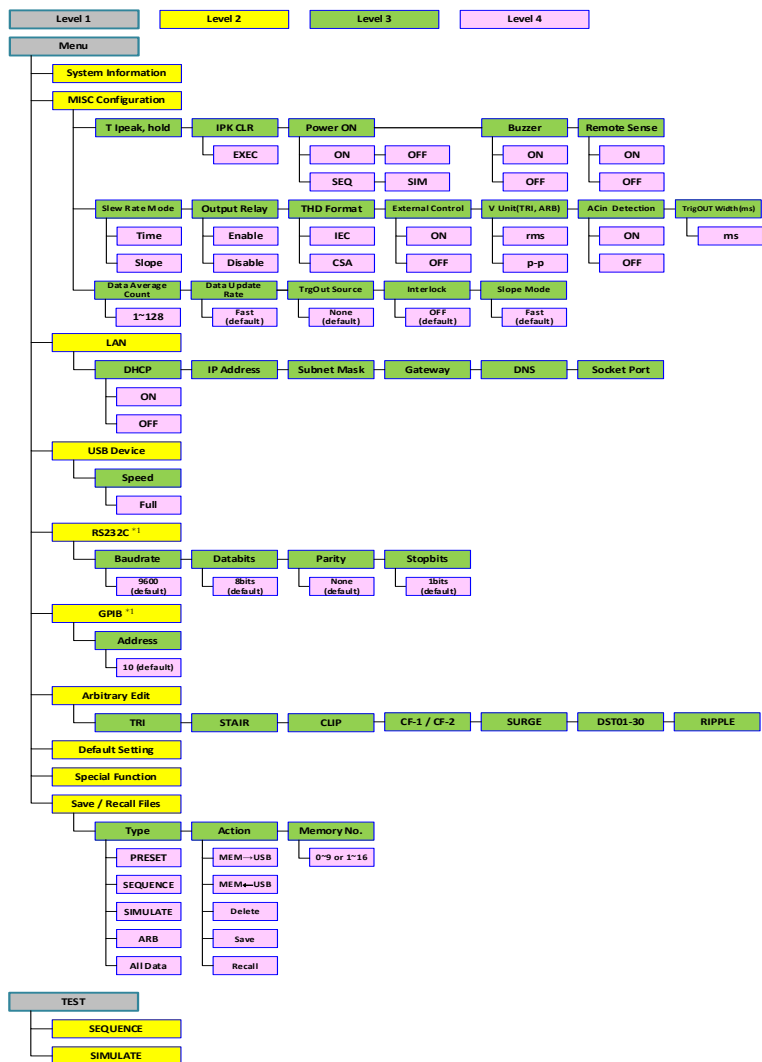 Level 1 Level 2 Level 3 Level 4
Menu
System Information
MISC Configuration
T Ipeak, hold IPK CLR Power ON Buzzer Remote Sense
EXEC ON OFF ON ON
SEQ SIM OFF OFF
Slew Rate Mode Output Relay THD Format External Control V Unit(TRI, ARB) ACin Detection TrigOUT Width(ms)
Time Enable IEC ON rms ON ms
Slope Disable CSA OFF p-p OFF
Data Average Count Data Update Rate TrgOut Source Interlock Slope Mode
1~128 Fast (default) None (default) OFF (default) Fast (default)
LAN
DHCP IP Address Subnet Mask Gateway DNS Socket Port
ON
OFF
USB Device
Speed
Full
RS232C *1
Baudrate Databits Parity Stopbits
9600 (default) 8bits (default) None (default) 1bits (default)
GPIB *1
Address
10 (default)
Arbitrary Edit
TRI STAIR CLIP CF-1 / CF-2 SURGE DST01-30 RIPPLE
Default Setting
Special Function
Save / Recall Files
Type Action Memory No.
PRESET MEM→USB 0~9 or 1~16
SEQUENCE MEM←USB
SIMULATE Delete
ARB Save
All Data Recall
TEST
SEQUENCE
SIMULATE